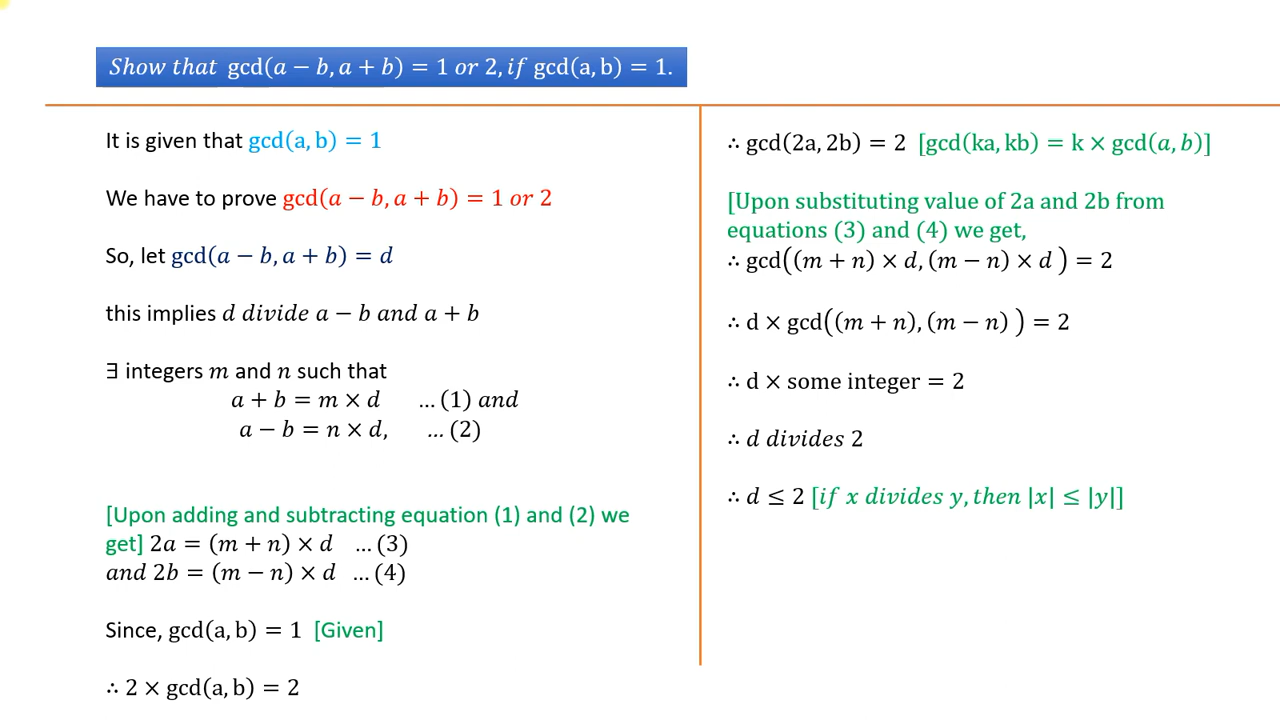 Show that gcd(a − b, a + b) = 1 or 2, if gcd(a, b) = 1.
It is given that gcd(a, b) = 1
We have to prove gcd(a − b, a + b) = 1 or 2
So, let gcd(a − b, a + b) = d
this implies d divide a − b and a + b
∃ integers m and n such that
a + b = m × d … (1) and
a − b = n × d, … (2)
[Upon adding and subtracting equation (1) and (2) we
get] 2a = (m + n) × d … (3)
and 2b = (m − n) × d … (4)
Since, gcd(a, b) = 1 [Given]
∴ 2 × gcd(a, b) = 2
∴ gcd(2a, 2b) = 2 [gcd(ka, kb) = k × gcd(a, b)]
[Upon substituting value of 2a and 2b from
equations (3) and (4) we get,
∴ gcd((m + n) × d, (m − n) × d ) = 2
∴ d × gcd((m + n), (m − n) ) = 2
∴ d × some integer = 2
∴ d divides 2
∴ d ≤ 2 [if x divides y, then |x| ≤ |y|]